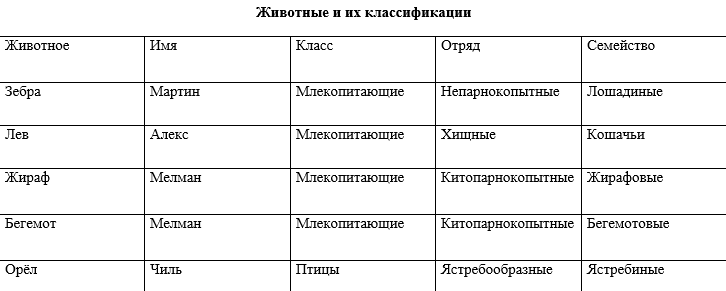 Животные и их классификации
Животное Имя Класс Отряд Семейство
Зебра Мартин Млекопитающие Непарнокопытные Лошадиные
Лев Алекс Млекопитающие Хищные Кошачьи
Жираф Мелман Млекопитающие Китопарнокопытные Жирафовые
Бегемот Мелман Млекопитающие Китопарнокопытные Бегемотовые
Орёл Чиль Птицы Ястребообразные Ястребиные